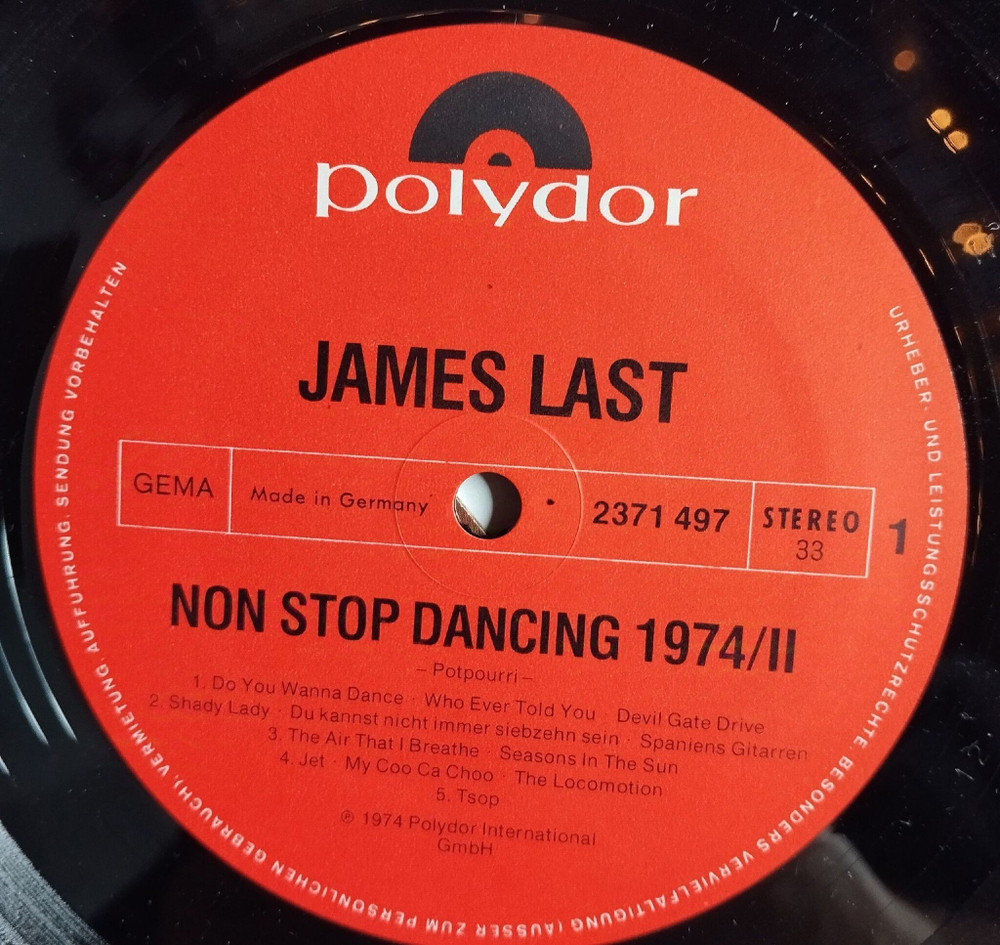 polydor
JAMES LAST
GEMA
Made in Germany
2371 497
STEREO
33
1
NON STOP DANCING 1974/II
– Potpourri –
1. Do You Wanna Dance · Who Ever Told You · Devil Gate Drive
2. Shady Lady · Du kannst nicht immer siebzehn sein · Spaniens Gitarren
3. The Air That I Breathe · Seasons In The Sun
4. Jet · My Coo Ca Choo · The Locomotion
5. Tsop
℗ 1974 Polydor International
GmbH
URHEBER- UND LEISTUNGSSCHUTZRECHTE, BESONDERS VERVIELFÄLTIGUNG (AUSSER ZUM PERSÖNLICHEN GEBRAUCH), VERMIETUNG, AUFFÜHRUNG, SENDUNG VORBEHALTEN